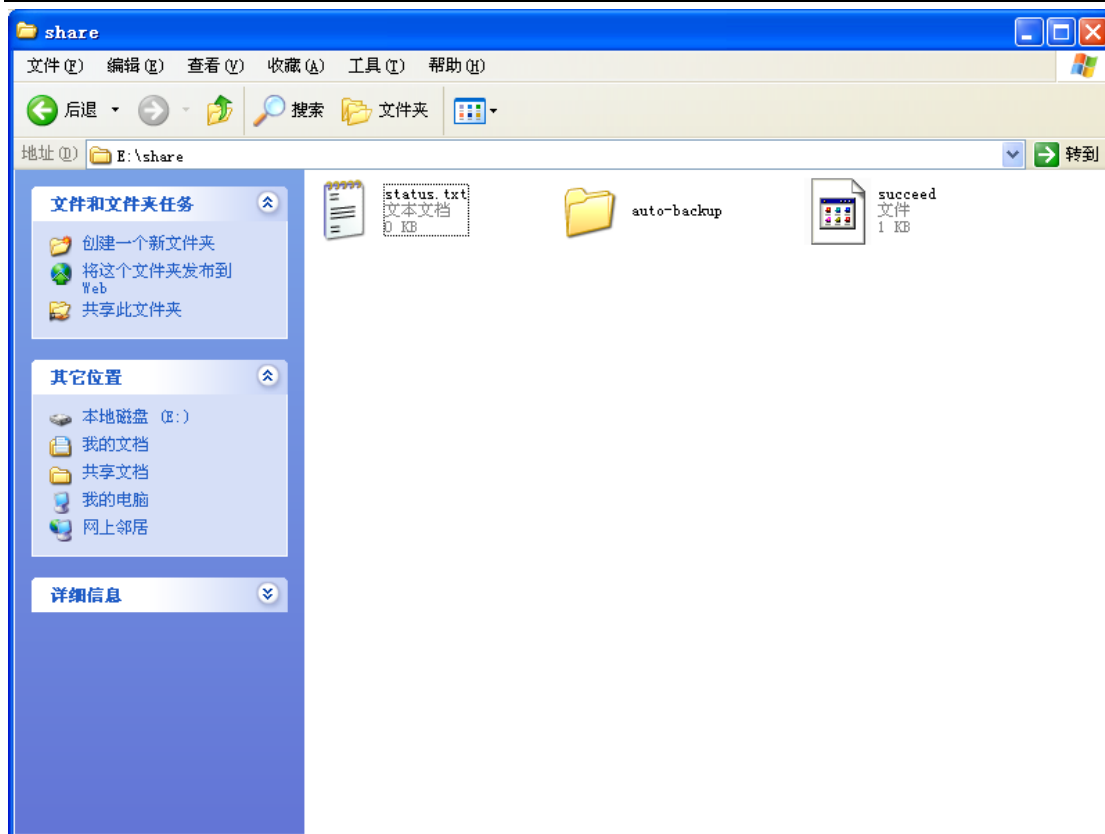 share
文件(F) 编辑(E) 查看(V) 收藏(A) 工具(T) 帮助(H)
后退 搜索 文件夹
地址(D) E:\share 转到
文件和文件夹任务
创建一个新文件夹
将这个文件夹发布到
Web
共享此文件夹
其它位置
本地磁盘 (E:)
我的文档
共享文档
我的电脑
网上邻居
详细信息
status.txt
文本文档
0 KB
auto-backup
succeed
文件
1 KB